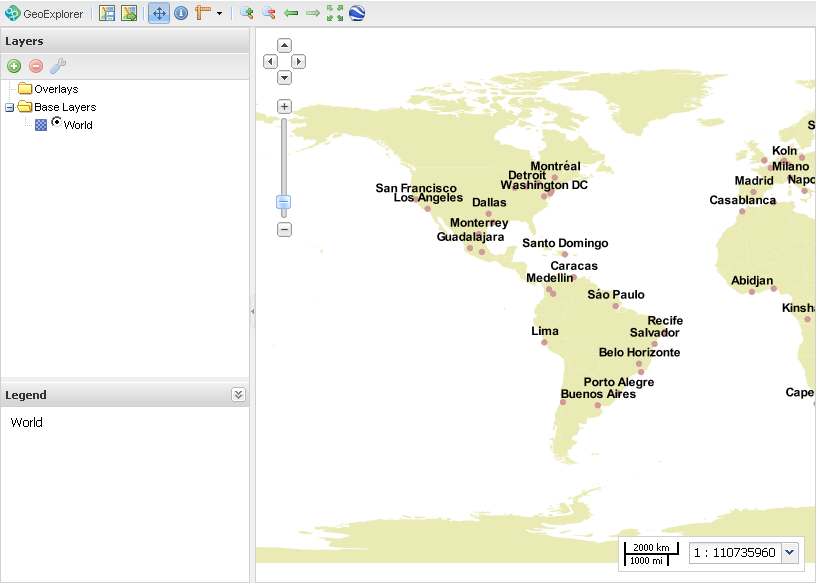 GeoExplorer
Layers
Overlays
Base Layers
World
Legend
World
Koln
Montréal
Milano
Detroit
Washington DC
Madrid
Napo
San Francisco
Los Angeles
Dallas
Casablanca
Monterrey
Guadalajara
Santo Domingo
Caracas
Medellin
Abidjan
Sáo Paulo
Kinsha
Recife
Lima
Salvador
Belo Horizonte
Porto Alegre
Buenos Aires
Cape
2000 km
1000 mi
1 : 110735960